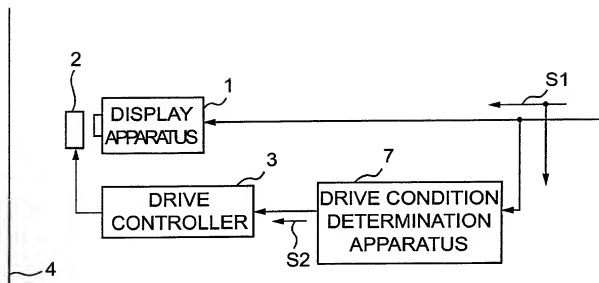 2
1
S1
DISPLAY
APPARATUS
3
7
DRIVE
CONTROLLER
DRIVE CONDITION
DETERMINATION
APPARATUS
S2
4